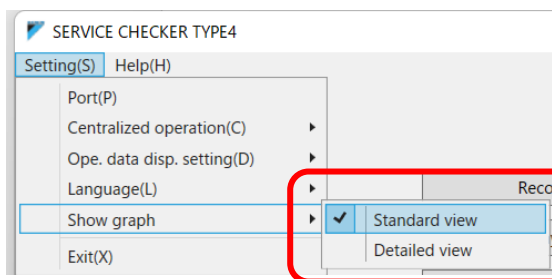 SERVICE CHECKER TYPE4
Setting(S) Help(H)
Port(P)
Centralized operation(C)
Ope. data disp. setting(D)
Language(L)
Reco
Show graph
Standard view
Detailed view
Exit(X)